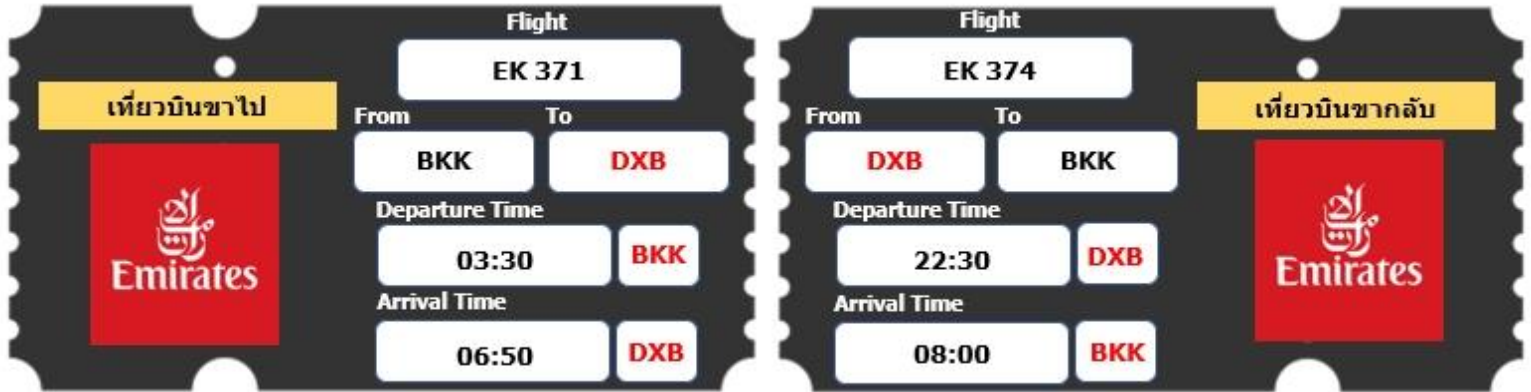 Flight
EK 371
เที่ยวบินขาไป
From To
BKK DXB
Departure Time
03:30 BKK
Arrival Time
06:50 DXB
Emirates
Flight
EK 374
เที่ยวบินขากลับ
From To
DXB BKK
Departure Time
22:30 DXB
Arrival Time
08:00 BKK
Emirates